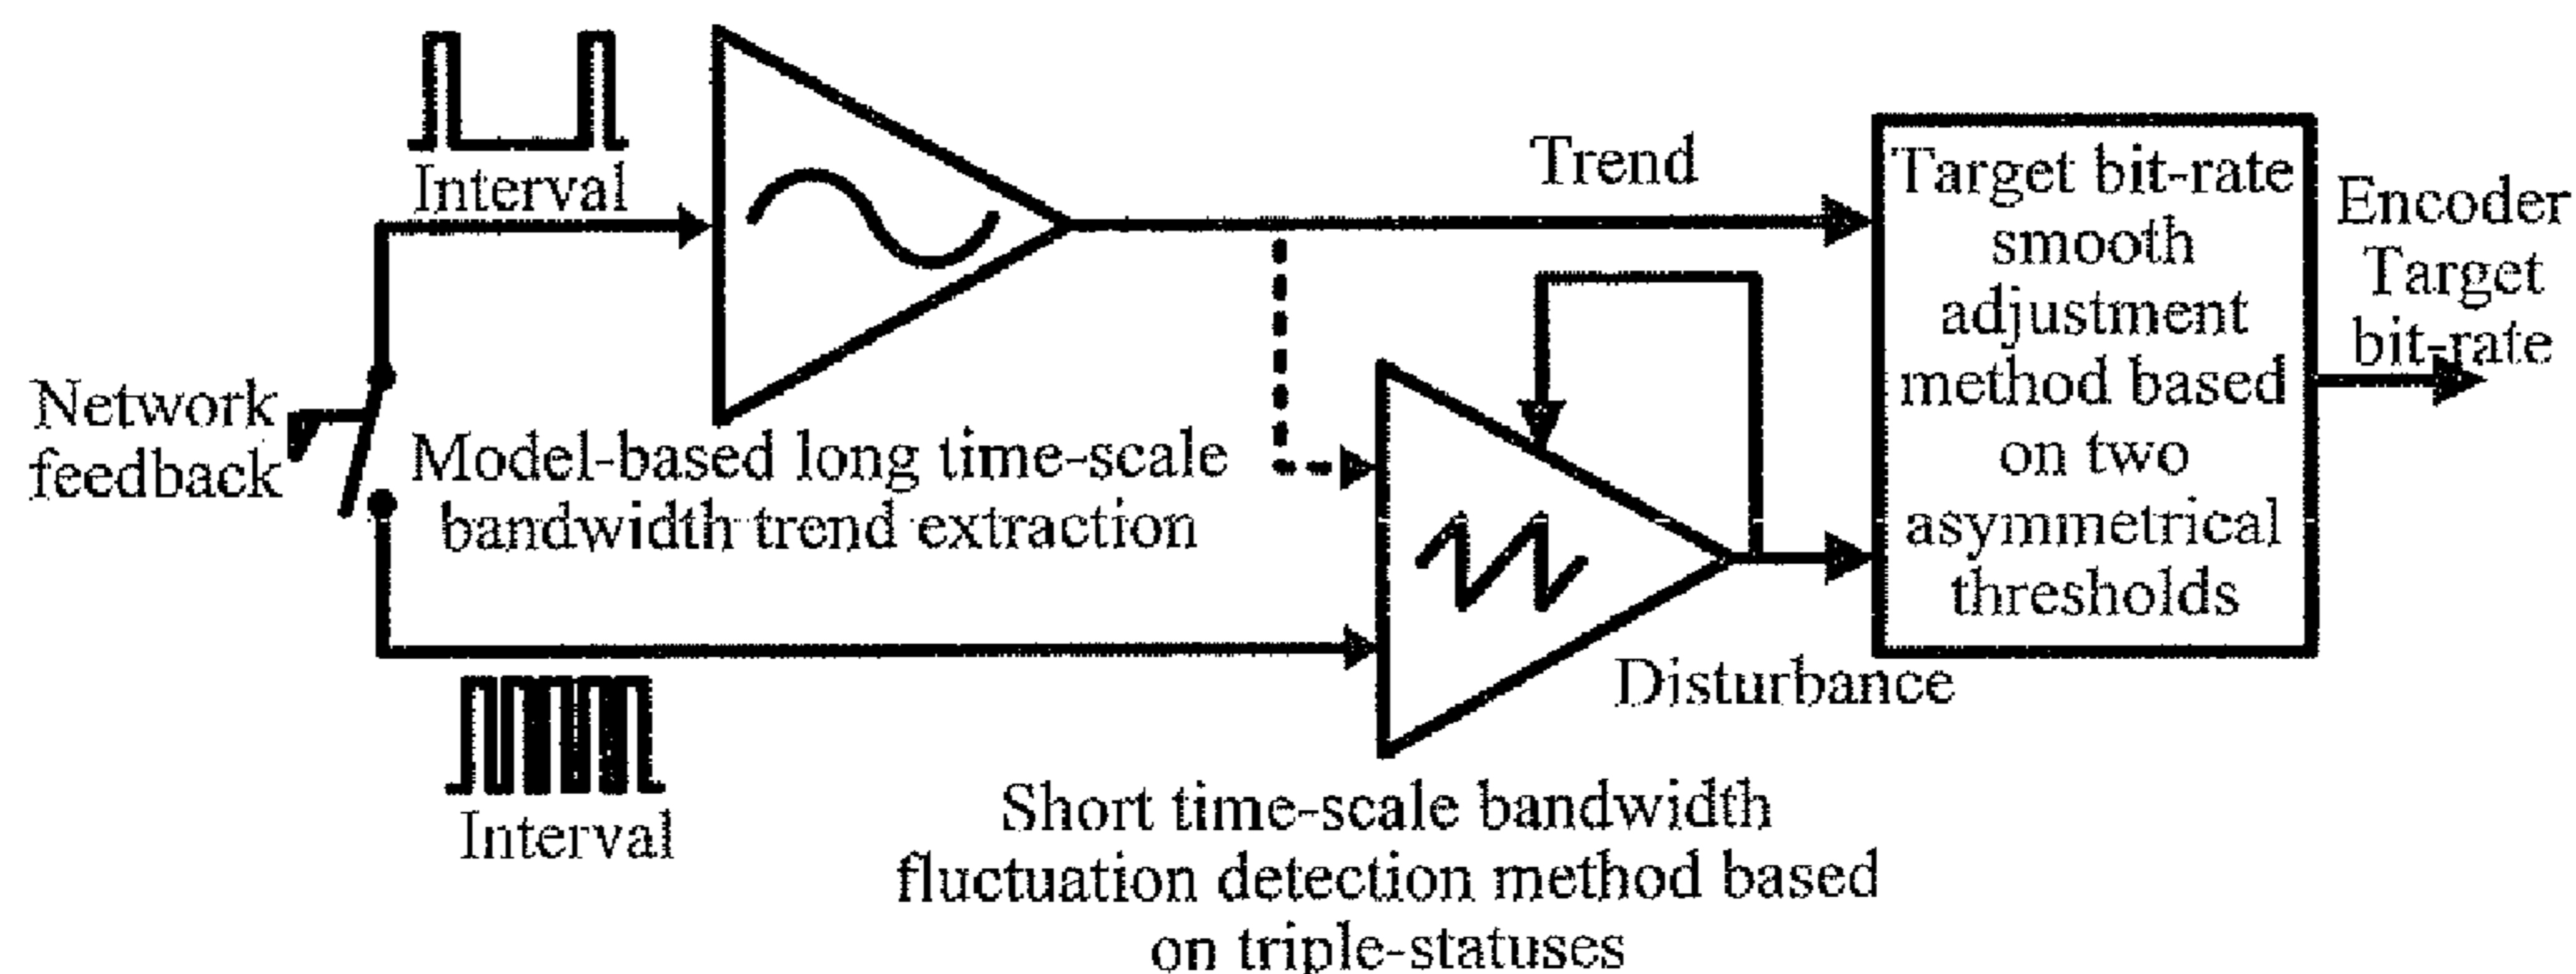 Interval
Trend
Target bit-rate
smooth
adjustment
method based
on two
asymmetrical
thresholds
Encoder
Target
bit-rate
Network
feedback
Model-based long time-scale
bandwidth trend extraction
Disturbance
Interval
Short time-scale bandwidth
fluctuation detection method based
on triple-statuses